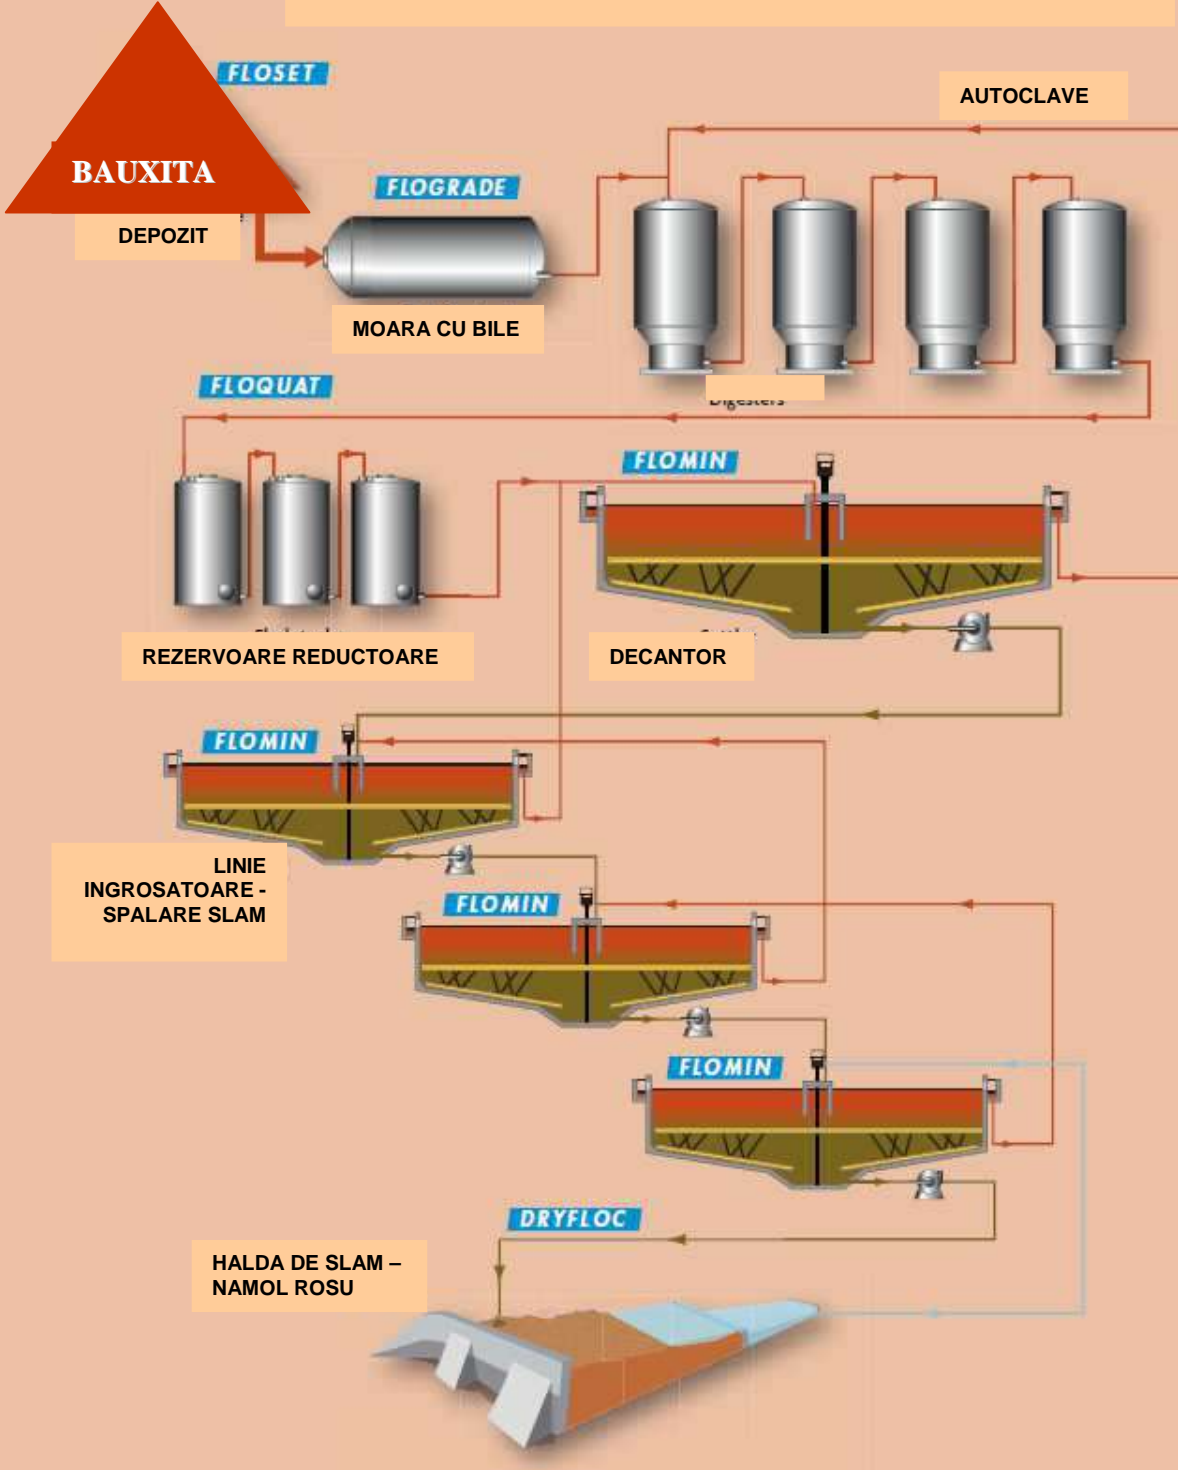 FLOSET
AUTOCLAVE
BAUXITA
FLOGRADE
DEPOZIT
MOARA CU BILE
FLOQUAT
Digesters
FLOMIN
REZERVOARE REDUCTOARE
DECANTOR
FLOMIN
LINIE
INGROSATOARE -
SPALARE SLAM
FLOMIN
FLOMIN
DRYFLOC
HALDA DE SLAM –
NAMOL ROSU